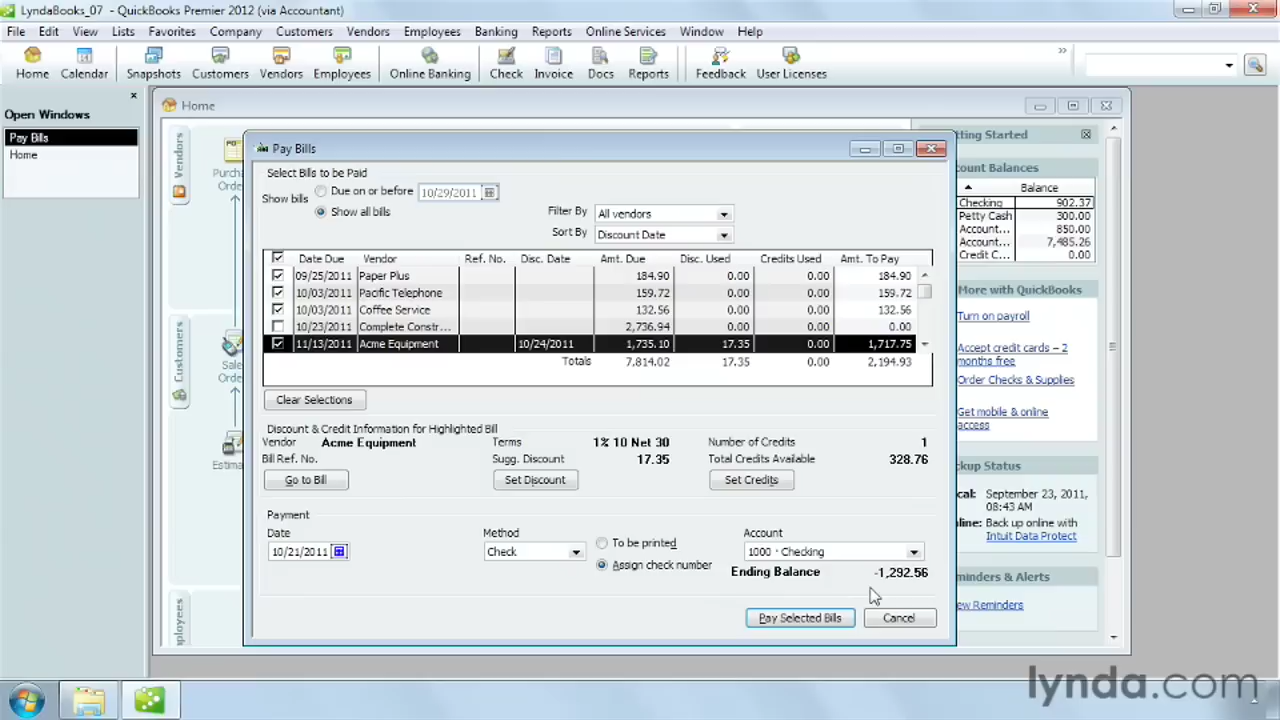 LyndaBooks_07 - QuickBooks Premier 2012 (via Accountant)
File Edit View Lists Favorites Company Customers Vendors Employees Banking Reports Online Services Window Help
Home Calendar Snapshots Customers Vendors Employees Online Banking Check Invoice Docs Reports Feedback User Licenses
Open Windows
Pay Bills
Home
Home
Vendors
Purch
Orde
Customers
Sale
Orde
Estima
ployees
Pay Bills
Select Bills to be Paid
Show bills
Due on or before 10/29/2011
Show all bills
Filter By All vendors
Sort By Discount Date
Date Due Vendor Ref. No. Disc. Date Amt. Due Disc. Used Credits Used Amt. To Pay
09/25/2011 Paper Plus 184.90 0.00 0.00 184.90
10/03/2011 Pacific Telephone 159.72 0.00 0.00 159.72
10/03/2011 Coffee Service 132.56 0.00 0.00 132.56
10/23/2011 Complete Constr... 2,736.94 0.00 0.00 0.00
11/13/2011 Acme Equipment 10/24/2011 1,735.10 17.35 0.00 1,717.75
Totals 7,814.02 17.35 0.00 2,194.93
Clear Selections
Discount & Credit Information for Highlighted Bill
Vendor Acme Equipment Terms 1% 10 Net 30 Number of Credits 1
Bill Ref. No. Sugg. Discount 17.35 Total Credits Available 328.76
Go to Bill Set Discount Set Credits
Payment
Date Method Account
10/21/2011 Check To be printed 1000 · Checking
Assign check number Ending Balance -1,292.56
Pay Selected Bills Cancel
tting Started
count Balances
Balance
Checking 902.37
Petty Cash 300.00
Account... 850.00
Account... 7,485.26
Credit C... 0.00
More with QuickBooks
Turn on payroll
Accept credit cards – 2
months free
Order Checks & Supplies
Get mobile & online
access
ckup Status
cal: September 23, 2011,
08:43 AM
nline: Back up online with
Intuit Data Protect
minders & Alerts
ew Reminders
lynda.com